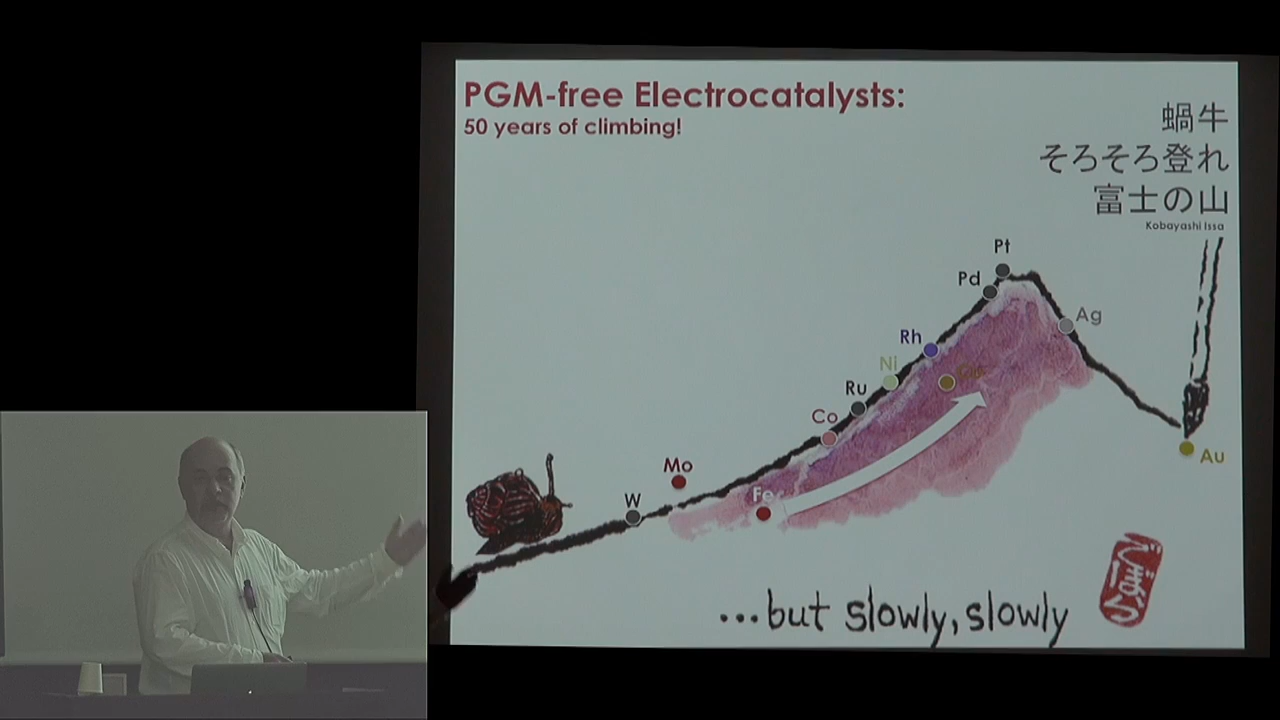 PGM-free Electrocatalysts:
50 years of climbing!
蝸牛
そろそろ登れ
富士の山
Kobayashi Issa
Pt
Pd
Ag
Rh
Ni
Ru
Co
Au
Mo
W
Fe
...but slowly, slowly